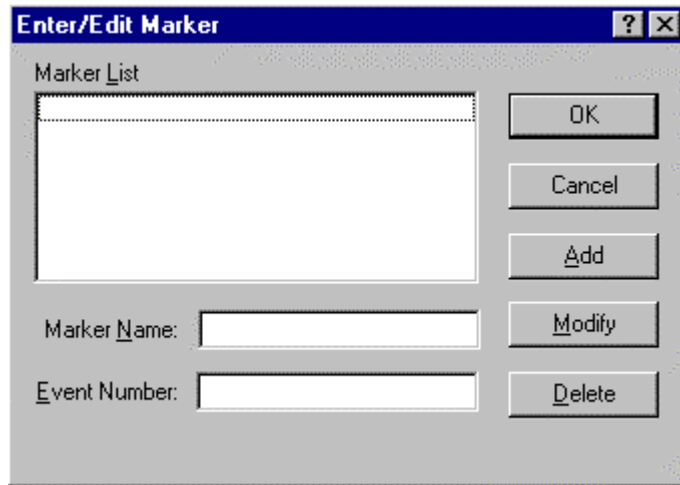 Enter/Edit Marker
Marker List
OK
Cancel
Add
Marker Name:
Modify
Event Number:
Delete